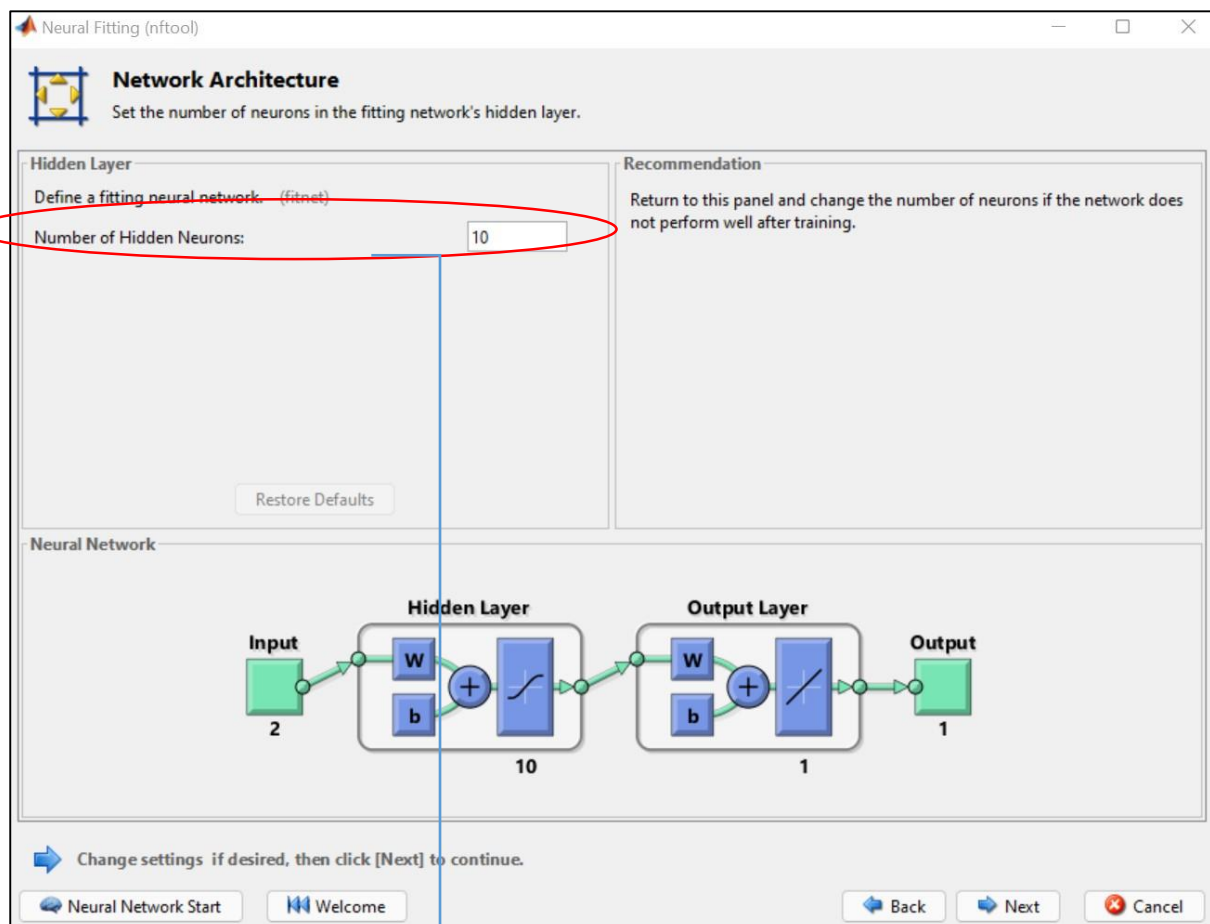 Neural Fitting (nftool)
Network Architecture
Set the number of neurons in the fitting network's hidden layer.
Hidden Layer
Define a fitting neural network. (fitnet)
Number of Hidden Neurons:
10
Restore Defaults
Recommendation
Return to this panel and change the number of neurons if the network does
not perform well after training.
Neural Network
Hidden Layer
Output Layer
Input
Output
W
W
b
b
2
1
10
1
Change settings if desired, then click [Next] to continue.
Neural Network Start
Welcome
Back
Next
Cancel